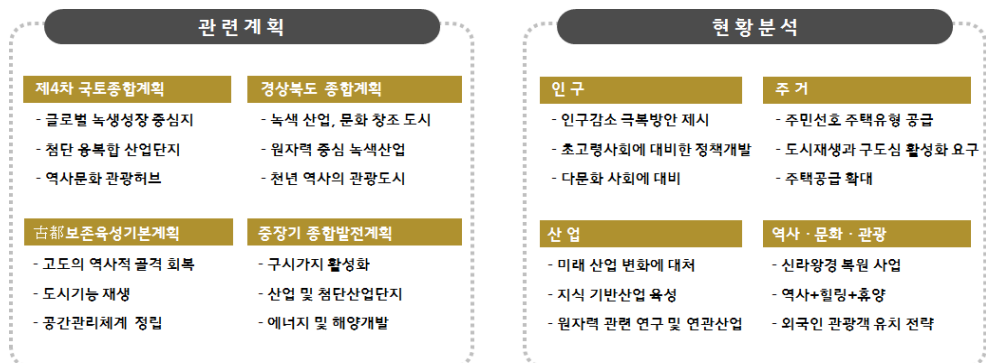 관련계획
제4차 국토종합계획
- 글로벌 녹생성장 중심지
- 첨단 융복합 산업단지
- 역사문화 관광허브
경상북도 종합계획
- 녹색 산업, 문화 창조 도시
- 원자력 중심 녹색산업
- 천년 역사의 관광도시
古都보존육성기본계획
- 고도의 역사적 골격 회복
- 도시기능 재생
- 공간관리체계 정립
중장기 종합발전계획
- 구시가지 활성화
- 산업 및 첨단산업단지
- 에너지 및 해양개발
현황분석
인 구
- 인구감소 극복방안 제시
- 초고령사회에 대비한 정책개발
- 다문화 사회에 대비
주 거
- 주민선호 주택유형 공급
- 도시재생과 구도심 활성화 요구
- 주택공급 확대
산 업
- 미래 산업 변화에 대처
- 지식 기반산업 육성
- 원자력 관련 연구 및 연관산업
역사 · 문화 · 관광
- 신라왕경 복원 사업
- 역사+힐링+휴양
- 외국인 관광객 유치 전략